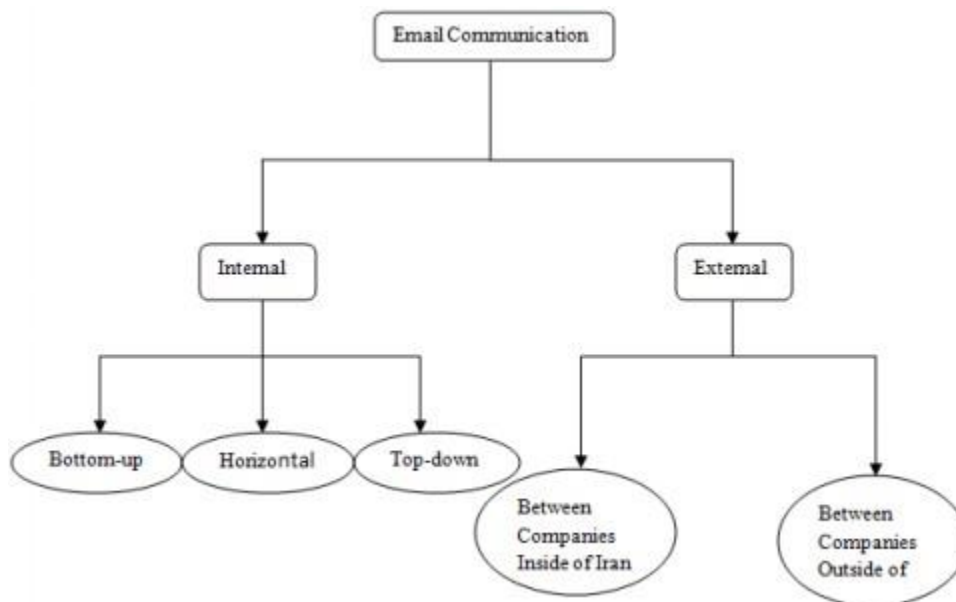 Email Communication
Internal
External
Bottom-up
Horizontal
Top-down
Between
Companies
Inside of Iran
Between
Companies
Outside of